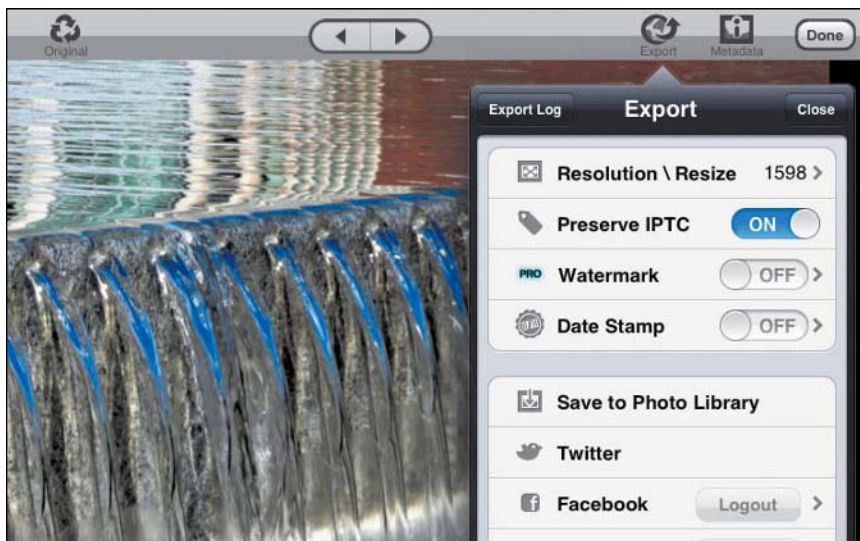 Original
Export
Metadata
Done
Export Log
Export
Close
Resolution \ Resize 1598
Preserve IPTC ON
PRO Watermark OFF
Date Stamp OFF
Save to Photo Library
Twitter
Facebook Logout